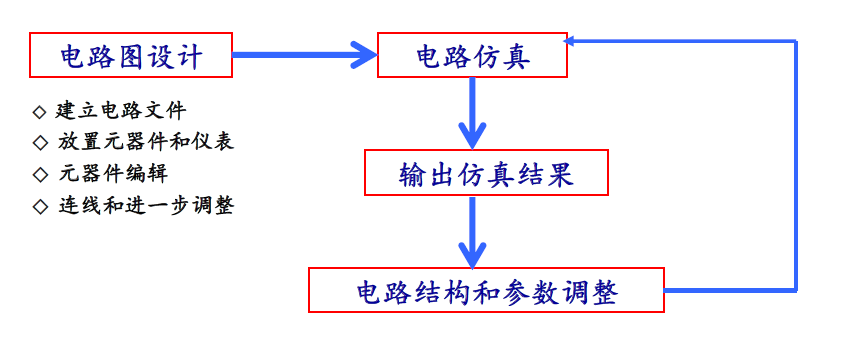 电路图设计
电路仿真
◇ 建立电路文件
◇ 放置元器件和仪表
◇ 元器件编辑
◇ 连线和进一步调整
输出仿真结果
电路结构和参数调整